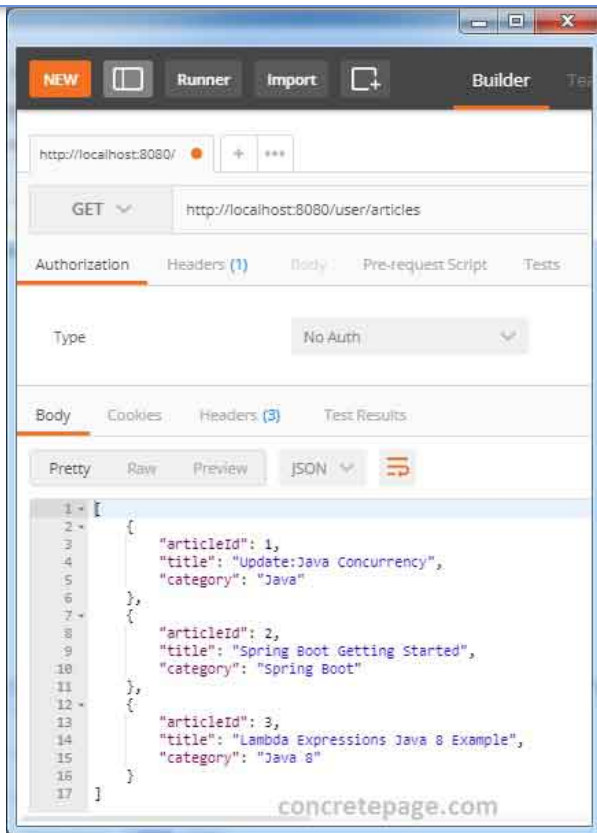 NEW Runner Import Builder Tea
http://localhost:8080/ + •••
GET http://localhost:8080/user/articles
Authorization Headers (1) Body Pre-request Script Tests
Type No Auth
Body Cookies Headers (3) Test Results
Pretty Raw Preview JSON
1 [
2 {
3 "articleId": 1,
4 "title": "Update:Java Concurrency",
5 "category": "Java"
6 },
7 {
8 "articleId": 2,
9 "title": "Spring Boot Getting Started",
10 "category": "Spring Boot"
11 },
12 {
13 "articleId": 3,
14 "title": "Lambda Expressions Java 8 Example",
15 "category": "Java 8"
16 }
17 ]
concretepage.com